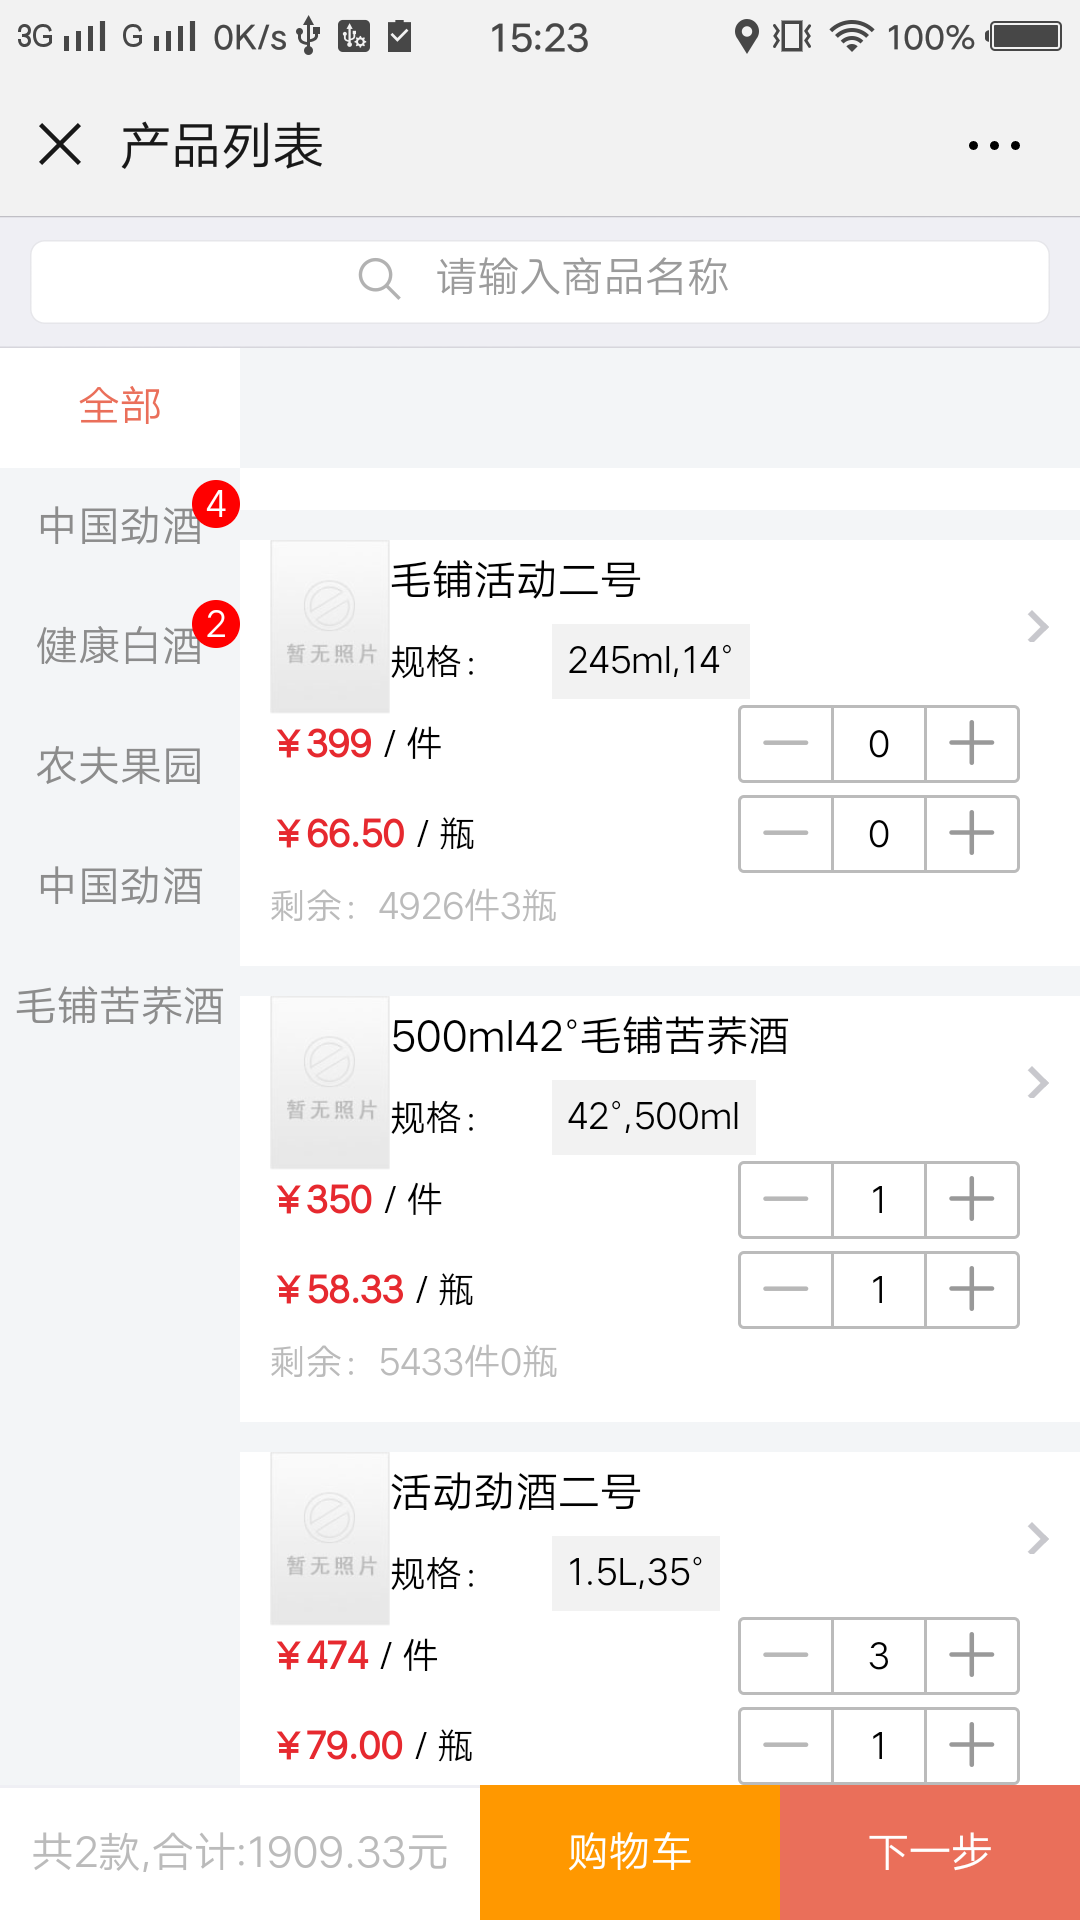 3G G 0K/s 15:23 100%
产品列表
请输入商品名称
全部
中国劲酒 4
健康白酒 2
农夫果园
中国劲酒
毛铺苦荞酒
暂无照片
毛铺活动二号
规格: 245ml,14°
¥399 / 件 0
¥66.50 / 瓶 0
剩余: 4926件3瓶
暂无照片
500ml42°毛铺苦荞酒
规格: 42°,500ml
¥350 / 件 1
¥58.33 / 瓶 1
剩余: 5433件0瓶
暂无照片
活动劲酒二号
规格: 1.5L,35°
¥474 / 件 3
¥79.00 / 瓶 1
共2款,合计:1909.33元 购物车 下一步